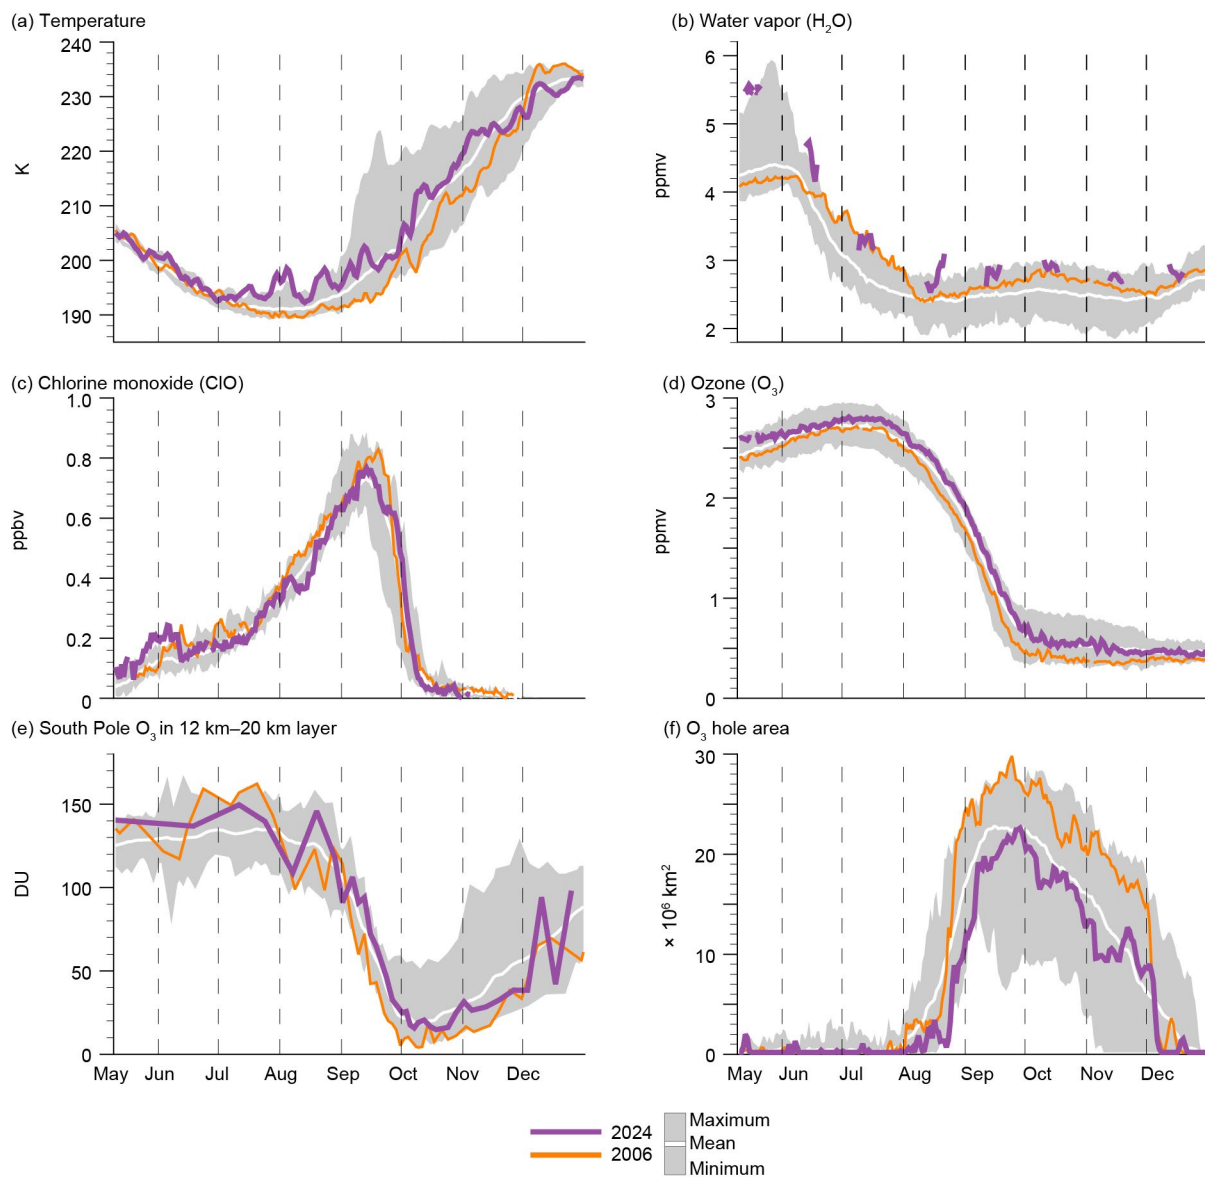 (a) Temperature
240
230
220
210
200
190
K
(b) Water vapor (H₂O)
6
5
4
3
2
ppmv
(c) Chlorine monoxide (ClO)
1.0
0.8
0.6
0.4
0.2
0
ppbv
(d) Ozone (O₃)
3
2
1
0
ppmv
(e) South Pole O₃ in 12 km–20 km layer
150
100
50
0
DU
May Jun Jul Aug Sep Oct Nov Dec
(f) O₃ hole area
30
20
10
0
× 10⁶ km²
May Jun Jul Aug Sep Oct Nov Dec
2024
2006
Maximum
Mean
Minimum